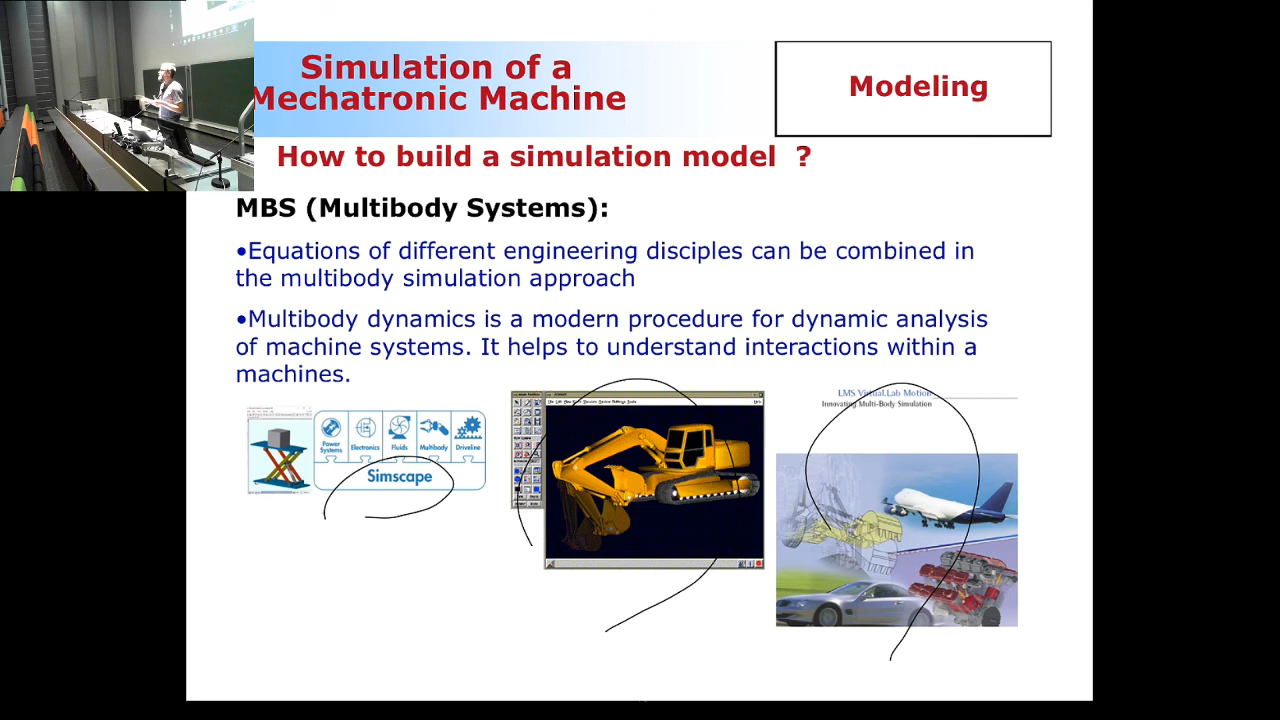 Simulation of a
Mechatronic Machine
Modeling
How to build a simulation model ?
MBS (Multibody Systems):
•Equations of different engineering disciples can be combined in
the multibody simulation approach
•Multibody dynamics is a modern procedure for dynamic analysis
of machine systems. It helps to understand interactions within a
machines.
Power Systems
Electronics
Fluids
Multibody
Driveline
Simscape
LMS Virtual.Lab Motion
Innovating Multi-Body Simulation